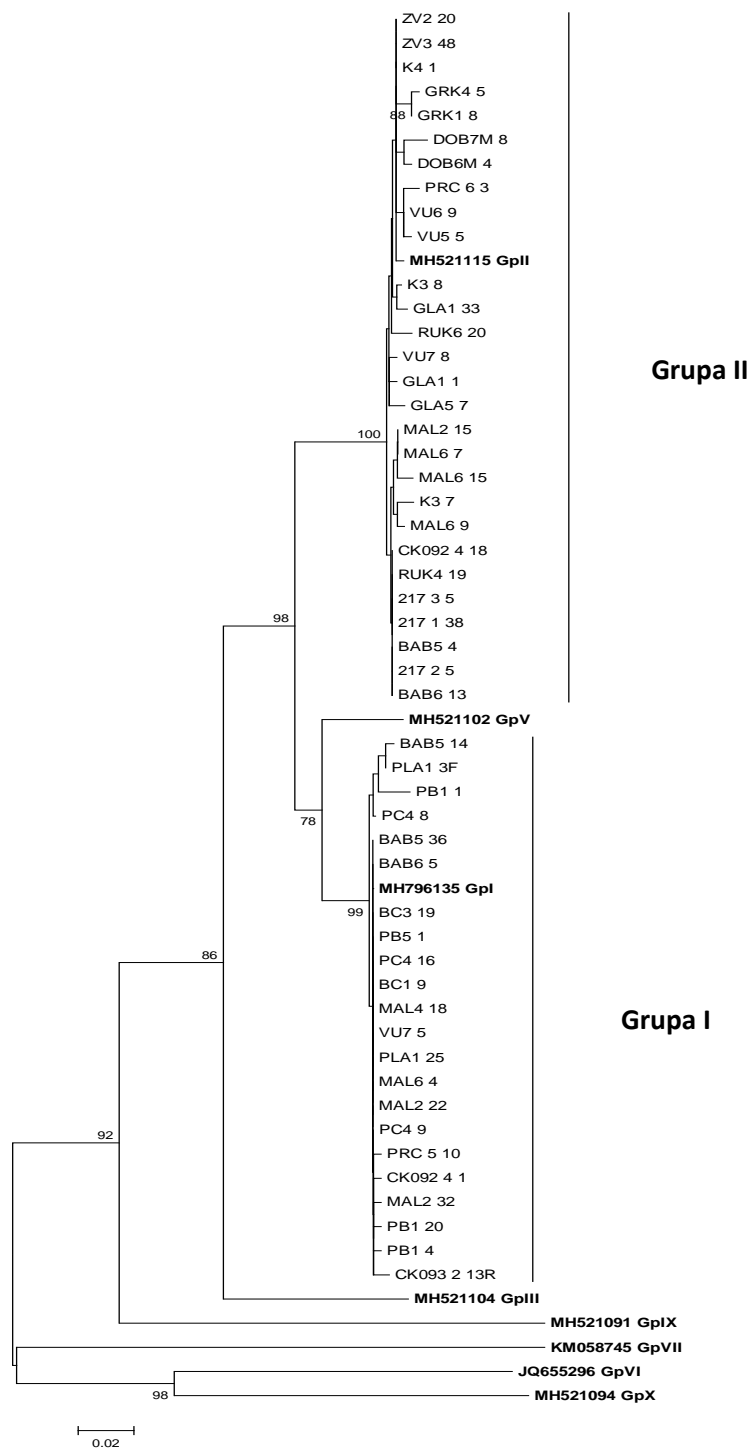 ZV2 20
ZV3 48
K4 1
GRK4 5
88
GRK1 8
DOB7M 8
DOB6M 4
PRC 6 3
VU6 9
VU5 5
MH521115 GpII
K3 8
GLA1 33
RUK6 20
VU7 8
Grupa II
GLA1 1
GLA5 7
MAL2 15
100
MAL6 7
MAL6 15
K3 7
MAL6 9
CK092 4 18
RUK4 19
217 3 5
98
217 1 38
BAB5 4
217 2 5
BAB6 13
MH521102 GpV
BAB5 14
PLA1 3F
PB1 1
PC4 8
78
BAB5 36
BAB6 5
MH796135 GpI
99
BC3 19
PB5 1
86
PC4 16
BC1 9
MAL4 18
Grupa I
VU7 5
PLA1 25
MAL6 4
MAL2 22
PC4 9
92
PRC 5 10
CK092 4 1
MAL2 32
PB1 20
PB1 4
CK093 2 13R
MH521104 GpIII
MH521091 GpIX
KM058745 GpVII
JQ655296 GpVI
98
MH521094 GpX
0.02